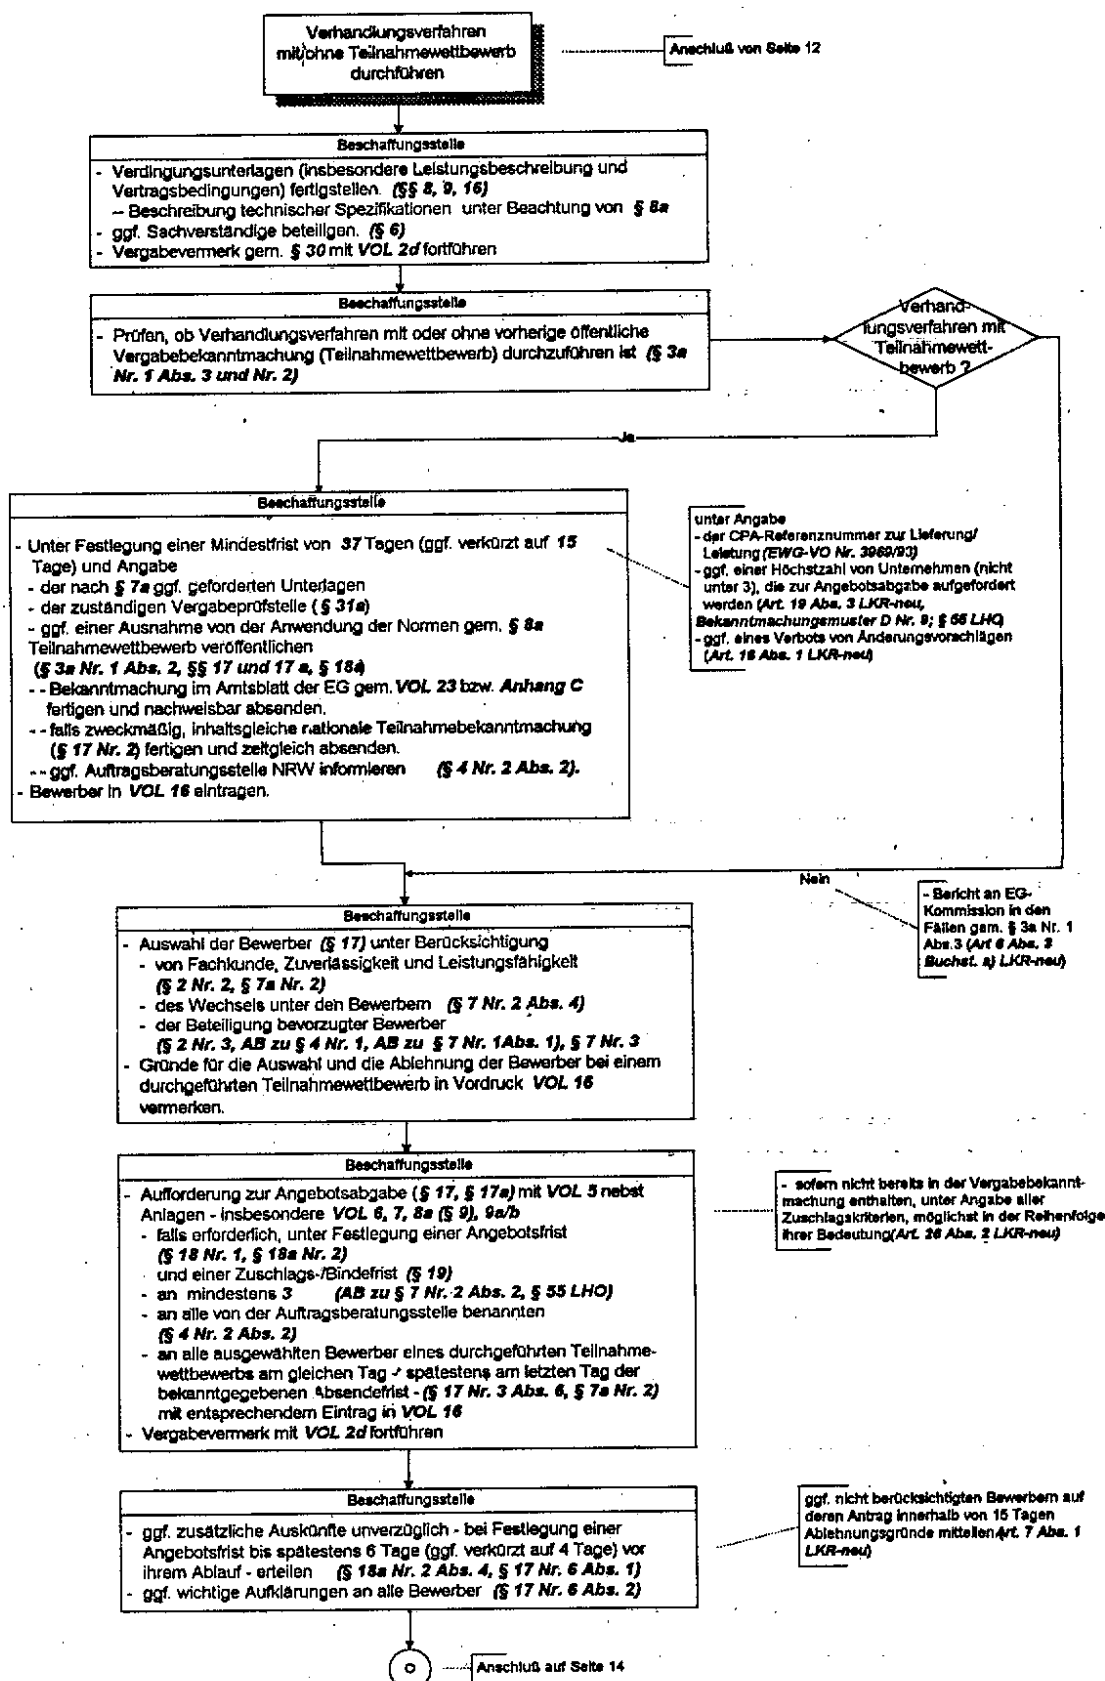 Verhandlungsverfahren
mit/ohne Teilnahmewettbewerb
durchführen
Anschluß von Seite 12
Beschaffungsstelle
- Verdingungsunterlagen (insbesondere Leistungsbeschreibung und
Vertragsbedingungen) fertigstellen. (§§ 8, 9, 16)
-- Beschreibung technischer Spezifikationen unter Beachtung von § 8a
- ggf. Sachverständige beteiligen. (§ 6)
- Vergabevermerk gem. § 30 mit VOL 2d fortführen
Beschaffungsstelle
- Prüfen, ob Verhandlungsverfahren mit oder ohne vorherige öffentliche
Vergabebekanntmachung (Teilnahmewettbewerb) durchzuführen ist (§ 3a
Nr. 1 Abs. 3 und Nr. 2)
Verhand-
lungsverfahren mit
Teilnahmewett-
bewerb ?
Ja
Beschaffungsstelle
- Unter Festlegung einer Mindestfrist von 37 Tagen (ggf. verkürzt auf 15
Tage) und Angabe
- der nach § 7a ggf. geforderten Unterlagen
- der zuständigen Vergabeprüfstelle (§ 31a)
- ggf. einer Ausnahme von der Anwendung der Normen gem. § 8a
Teilnahmewettbewerb veröffentlichen
(§ 3a Nr. 1 Abs. 2, §§ 17 und 17 a, § 18a)
- - Bekanntmachung im Amtsblatt der EG gem. VOL 23 bzw. Anhang C
fertigen und nachweisbar absenden.
- - falls zweckmäßig, inhaltsgleiche nationale Teilnahmebekanntmachung
(§ 17 Nr. 2) fertigen und zeitgleich absenden.
- - ggf. Auftragsberatungsstelle NRW informieren (§ 4 Nr. 2 Abs. 2).
- Bewerber in VOL 16 eintragen.
unter Angabe
- der CPA-Referenznummer zur Lieferung/
Leistung (EWG-VO Nr. 3969/93)
- ggf. einer Höchstzahl von Unternehmen (nicht
unter 3), die zur Angebotsabgabe aufgefordert
werden (Art. 19 Abs. 3 LKR-neu,
Bekanntmachungsmuster D Nr. 9; § 55 LHO)
- ggf. eines Verbots von Änderungsvorschlägen
(Art. 16 Abs. 1 LKR-neu)
Nein
- Bericht an EG-
Kommission in den
Fällen gem. § 3a Nr. 1
Abs.3 (Art 6 Abs. 3
Buchst. a) LKR-neu)
Beschaffungsstelle
- Auswahl der Bewerber (§ 17) unter Berücksichtigung
- von Fachkunde, Zuverlässigkeit und Leistungsfähigkeit
(§ 2 Nr. 2, § 7a Nr. 2)
- des Wechsels unter den Bewerbern (§ 7 Nr. 2 Abs. 4)
- der Beteiligung bevorzugter Bewerber
(§ 2 Nr. 3, AB zu § 4 Nr. 1, AB zu § 7 Nr. 1Abs. 1), § 7 Nr. 3
- Gründe für die Auswahl und die Ablehnung der Bewerber bei einem
durchgeführten Teilnahmewettbewerb in Vordruck VOL 16
vermerken.
Beschaffungsstelle
- Aufforderung zur Angebotsabgabe (§ 17, § 17a) mit VOL 5 nebst
Anlagen - insbesondere VOL 6, 7, 8a (§ 9), 9a/b
- falls erforderlich, unter Festlegung einer Angebotsfrist
(§ 18 Nr. 1, § 18a Nr. 2)
und einer Zuschlags-/Bindefrist (§ 19)
- an mindestens 3 (AB zu § 7 Nr. 2 Abs. 2, § 55 LHO)
- an alle von der Auftragsberatungsstelle benannten
(§ 4 Nr. 2 Abs. 2)
- an alle ausgewählten Bewerber eines durchgeführten Teilnahme-
wettbewerbs am gleichen Tag - spätestens am letzten Tag der
bekanntgegebenen Absendefrist - (§ 17 Nr. 3 Abs. 6, § 7a Nr. 2)
mit entsprechendem Eintrag in VOL 16
- Vergabevermerk mit VOL 2d fortführen
- sofern nicht bereits in der Vergabebekannt-
machung enthalten, unter Angabe aller
Zuschlagskriterien, möglichst in der Reihenfolge
ihrer Bedeutung(Art. 26 Abs. 2 LKR-neu)
Beschaffungsstelle
- ggf. zusätzliche Auskünfte unverzüglich - bei Festlegung einer
Angebotsfrist bis spätestens 6 Tage (ggf. verkürzt auf 4 Tage) vor
ihrem Ablauf - erteilen (§ 18a Nr. 2 Abs. 4, § 17 Nr. 6 Abs. 1)
- ggf. wichtige Aufklärungen an alle Bewerber (§ 17 Nr. 6 Abs. 2)
ggf. nicht berücksichtigten Bewerbern auf
deren Antrag innerhalb von 15 Tagen
Ablehnungsgründe mitteilen(Art. 7 Abs. 1
LKR-neu)
Anschluß auf Seite 14